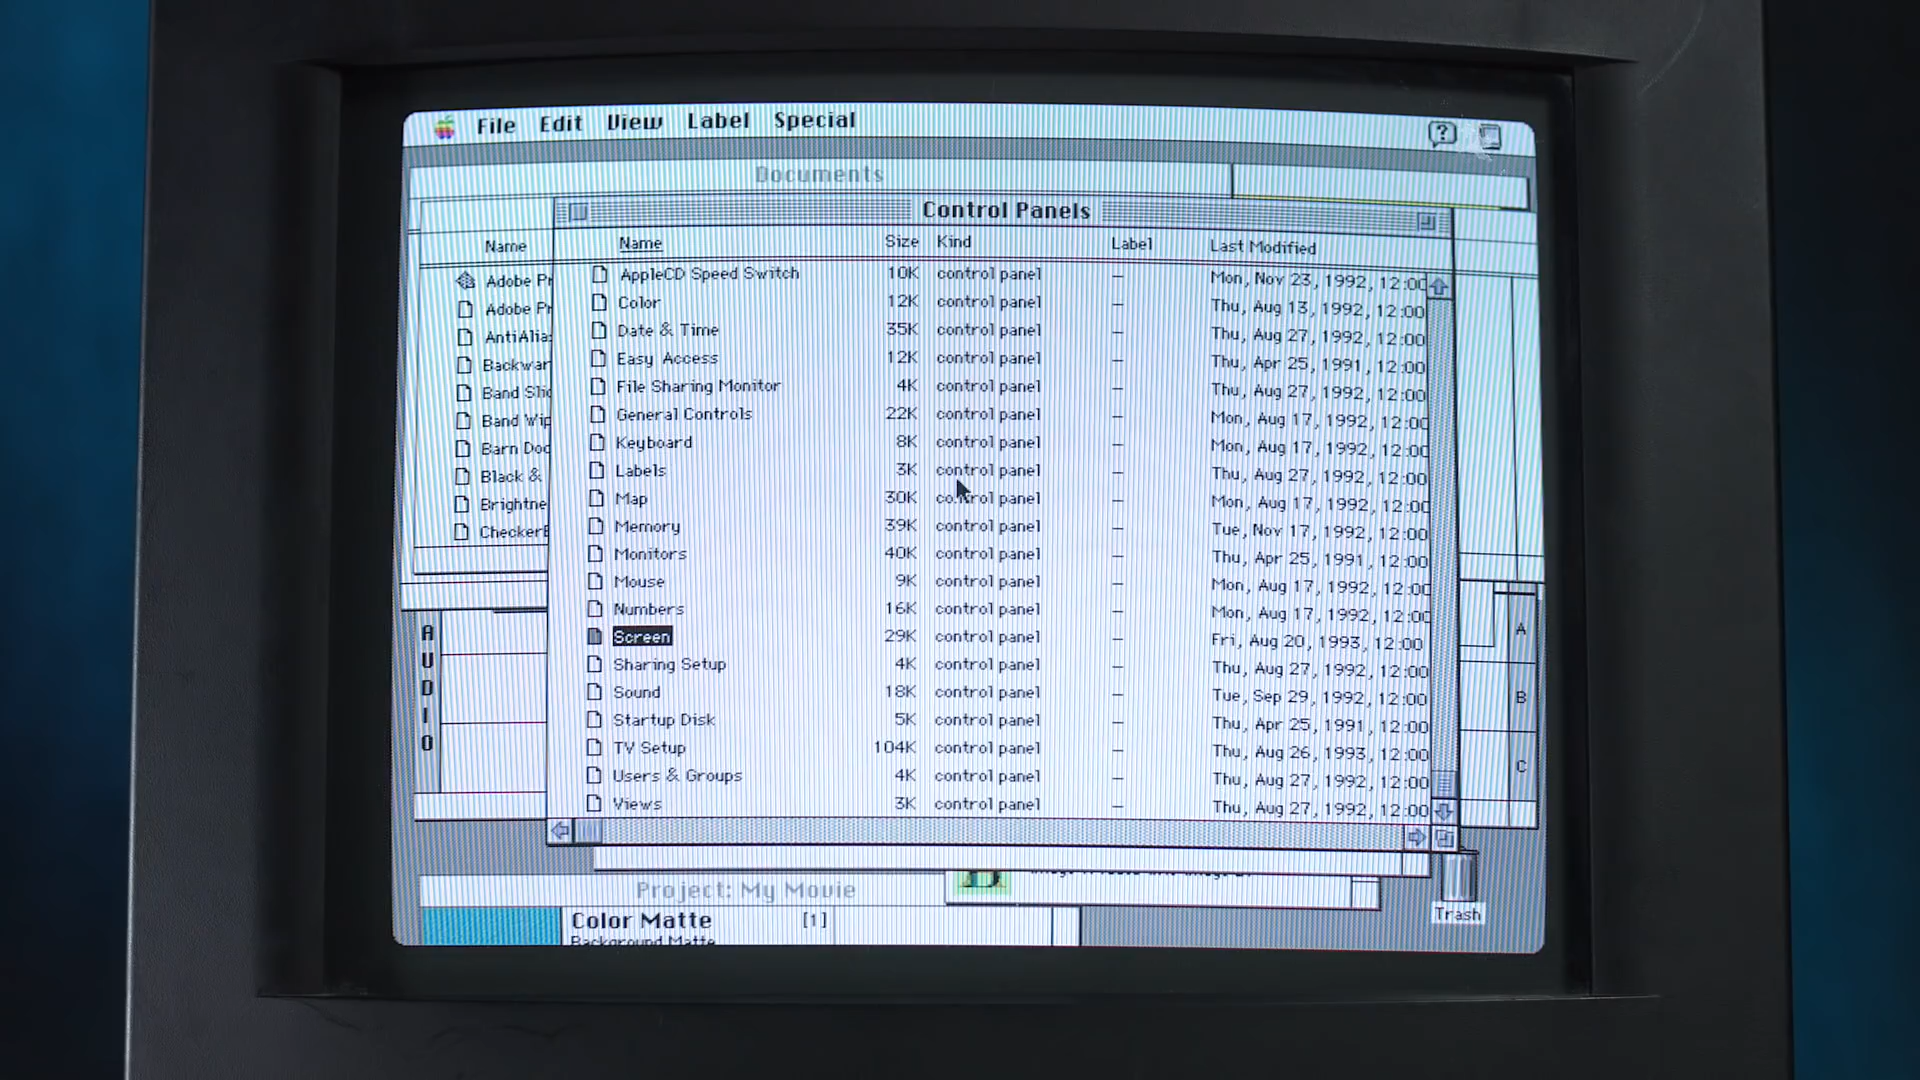 File Edit View Label Special
Documents
Control Panels
Name
Name Size Kind Label Last Modified
Adobe Pr
Adobe Pr
AntiAlia
Backwar
Band Sli
Band Wip
Barn Doo
Black &
Brightne
CheckerB
AppleCD Speed Switch 10K control panel – Mon, Nov 23, 1992, 12:00
Color 12K control panel – Thu, Aug 13, 1992, 12:00
Date & Time 35K control panel – Thu, Aug 27, 1992, 12:00
Easy Access 12K control panel – Thu, Apr 25, 1991, 12:00
File Sharing Monitor 4K control panel – Thu, Aug 27, 1992, 12:00
General Controls 22K control panel – Mon, Aug 17, 1992, 12:00
Keyboard 8K control panel – Mon, Aug 17, 1992, 12:00
Labels 3K control panel – Thu, Aug 27, 1992, 12:00
Map 30K control panel – Mon, Aug 17, 1992, 12:00
Memory 39K control panel – Tue, Nov 17, 1992, 12:00
Monitors 40K control panel – Thu, Apr 25, 1991, 12:00
Mouse 9K control panel – Mon, Aug 17, 1992, 12:00
Numbers 16K control panel – Mon, Aug 17, 1992, 12:00
Screen 29K control panel – Fri, Aug 20, 1993, 12:00
Sharing Setup 4K control panel – Thu, Aug 27, 1992, 12:00
Sound 18K control panel – Tue, Sep 29, 1992, 12:00
Startup Disk 5K control panel – Thu, Apr 25, 1991, 12:00
TV Setup 104K control panel – Thu, Aug 26, 1993, 12:00
Users & Groups 4K control panel – Thu, Aug 27, 1992, 12:00
Views 3K control panel – Thu, Aug 27, 1992, 12:00
AUDIO
A
B
C
Project: My Movie
Color Matte [1]
Background Matte
Trash